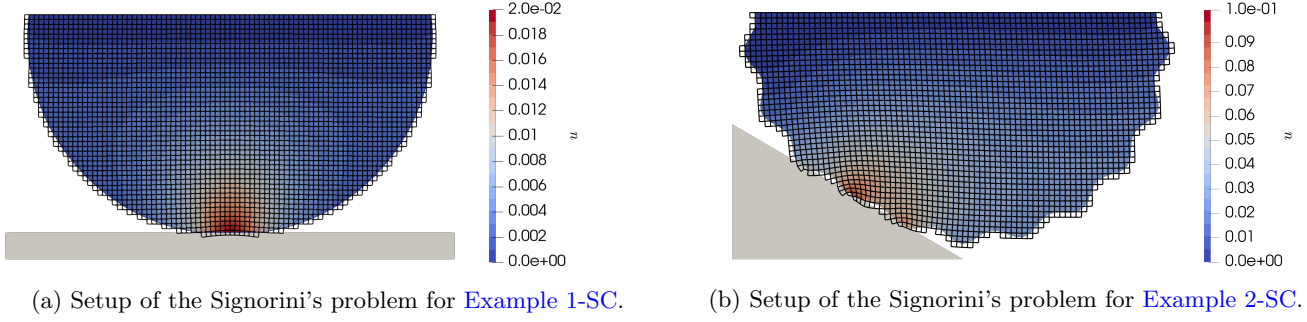 2.0e-02
0.018
0.016
0.014
0.012
0.01
0.008
0.006
0.004
0.002
0.0e+00
u
1.0e-01
0.09
0.08
0.07
0.06
0.05
0.04
0.03
0.02
0.01
0.0e+00
u
(a) Setup of the Signorini's problem for Example 1-SC.
(b) Setup of the Signorini's problem for Example 2-SC.